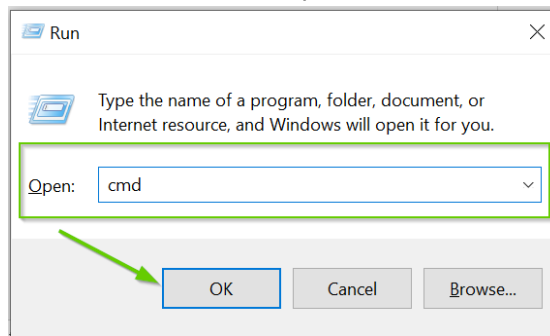 Run
Type the name of a program, folder, document, or
Internet resource, and Windows will open it for you.
Open: cmd
OK Cancel Browse...